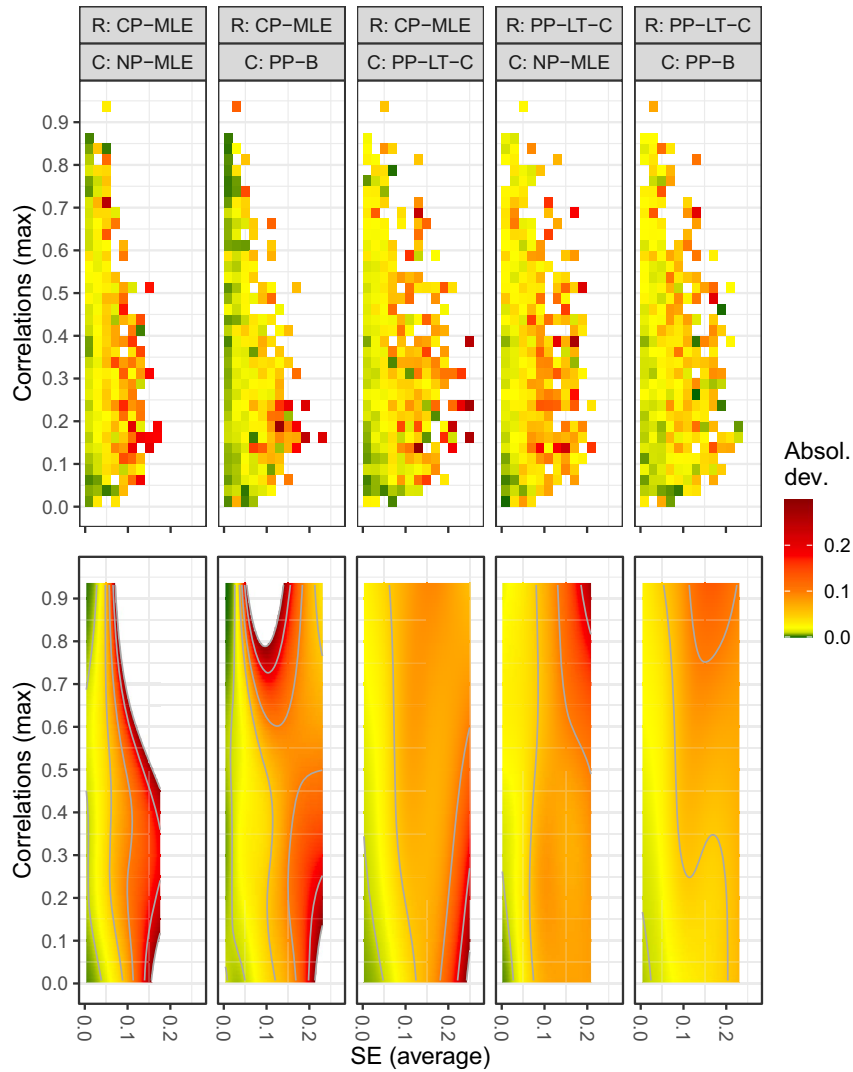 R: CP−MLE R: CP−MLE R: CP−MLE R: PP−LT−C R: PP−LT−C
C: NP−MLE C: PP−B C: PP−LT−C C: NP−MLE C: PP−B
Correlations (max)
0.9
0.8
0.7
0.6
0.5
0.4
0.3
0.2
0.1
0.0
Absol.
dev.
0.2
0.1
0.0
Correlations (max)
0.9
0.8
0.7
0.6
0.5
0.4
0.3
0.2
0.1
0.0
0.0 0.1 0.2 0.0 0.1 0.2 0.0 0.1 0.2 0.0 0.1 0.2 0.0 0.1 0.2
SE (average)